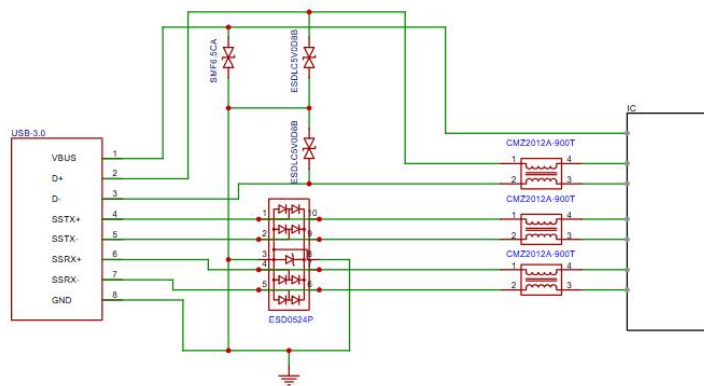 SMF6.5CA
ESDLC5V0D8B
IC
USB-3.0
CMZ2012A-900T
VBUS 1
ESDLC5V0D8B
D+ 2
1 4
D- 3
2 3
CMZ2012A-900T
SSTX+ 4
1 10
1 4
SSTX- 5
2 9
2 3
SSRX+ 6
3 8
CMZ2012A-900T
4 7
1 4
SSRX- 7
5 6
2 3
GND 8
ESD0524P